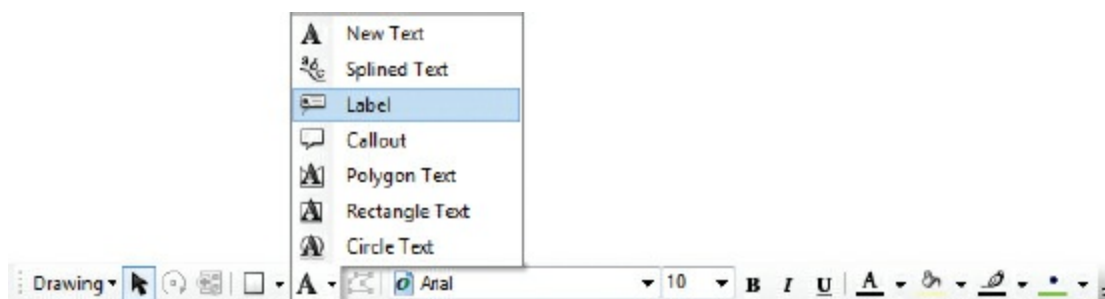 New Text
Splined Text
Label
Callout
Polygon Text
Rectangle Text
Circle Text
Drawing A Arial 10 B I U A